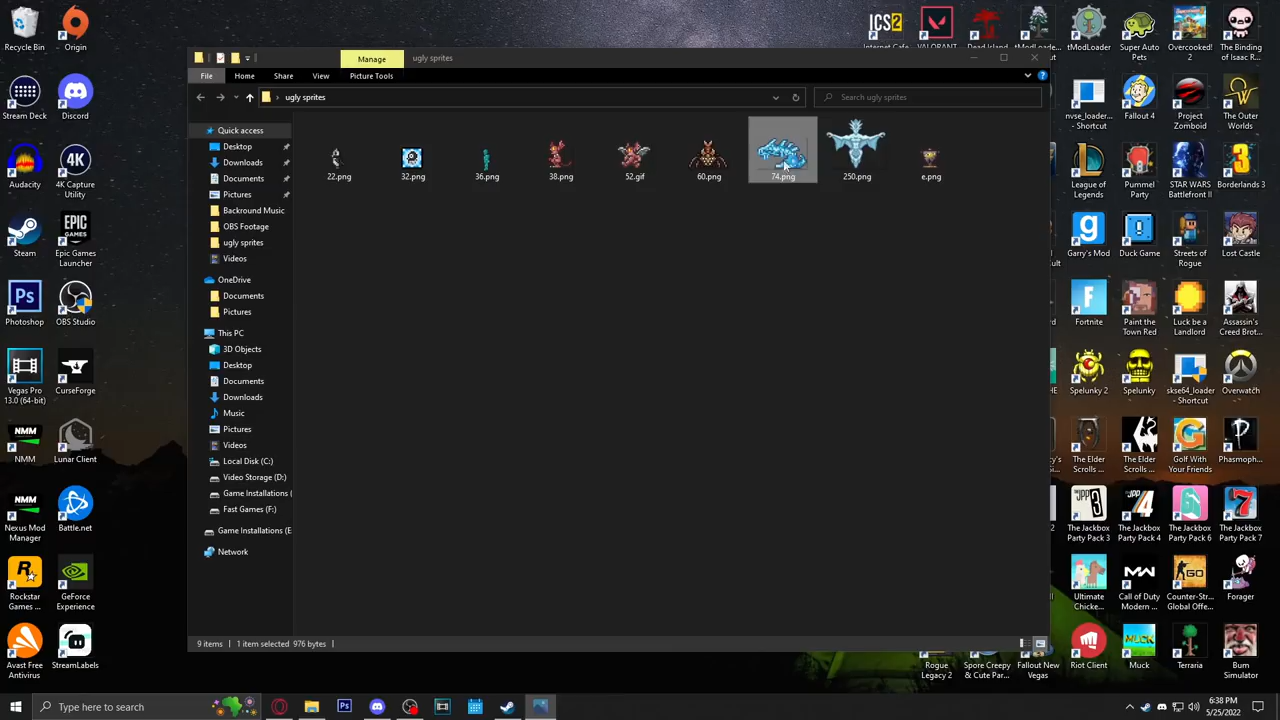 Recycle Bin
Origin
Stream Deck
Discord
Audacity
4K Capture
Utility
Steam
Epic Games
Launcher
Photoshop
OBS Studio
Vegas Pro
13.0 (64-bit)
CurseForge
NMM
Lunar Client
Nexus Mod
Manager
Battle.net
Rockstar
Games ...
GeForce
Experience
Avast Free
Antivirus
StreamLabels
Manage
ugly sprites
File
Home
Share
View
Picture Tools
ugly sprites
Search ugly sprites
Quick access
Desktop
Downloads
Documents
Pictures
Backround Music
OBS Footage
ugly sprites
Videos
OneDrive
Documents
Pictures
This PC
3D Objects
Desktop
Documents
Downloads
Music
Pictures
Videos
Local Disk (C:)
Video Storage (D:)
Game Installations (
Fast Games (F:)
Game Installations (E
Network
22.png
32.png
36.png
38.png
52.gif
60.png
74.png
250.png
e.png
9 items
1 item selected 976 bytes
ICS2
VALORANT
Super Auto
Pets
Overcooked!
2
The Binding
of Isaac R...
nvse_loader...
- Shortcut
Fallout 4
Project
Zomboid
The Outer
Worlds
League of
Legends
Pummel
Party
STAR WARS
Battlefront ...
Borderlands 3
Garry's Mod
Duck Game
Streets of
Rogue
Lost Castle
Fortnite
Paint the
Town Red
Luck be a
Landlord
Assassin's
Creed Brot...
Spelunky 2
Spelunky
skse64_loader
- Shortcut
Overwatch
The Elder
Scrolls ...
The Elder
Scrolls ...
Golf With
Your Friends
Phasmoph...
The Jackbox
Party Pack 3
The Jackbox
Party Pack 4
The Jackbox
Party Pack 6
The Jackbox
Party Pack 7
Ultimate
Chicke...
Call of Duty
Modern ...
Counter-Str...
Global Offe...
Forager
Riot Client
Muck
Terraria
Bum
Simulator
Rogue
Legacy 2
Spore Creepy
& Cute Par...
Fallout New
Vegas
Type here to search
6:38 PM
5/25/2022